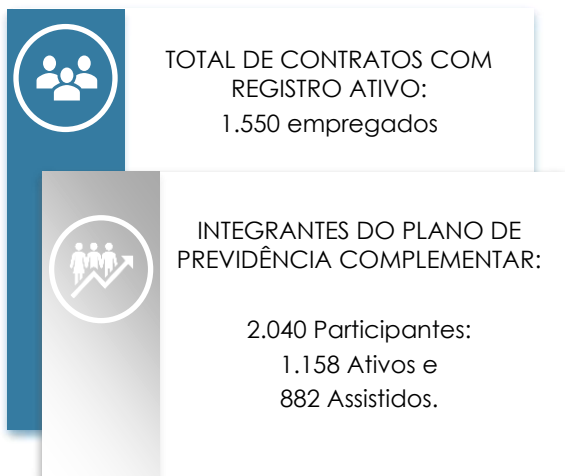 TOTAL DE CONTRATOS COM
REGISTRO ATIVO:
1.550 empregados
INTEGRANTES DO PLANO DE
PREVIDÊNCIA COMPLEMENTAR:
2.040 Participantes:
1.158 Ativos e
882 Assistidos.